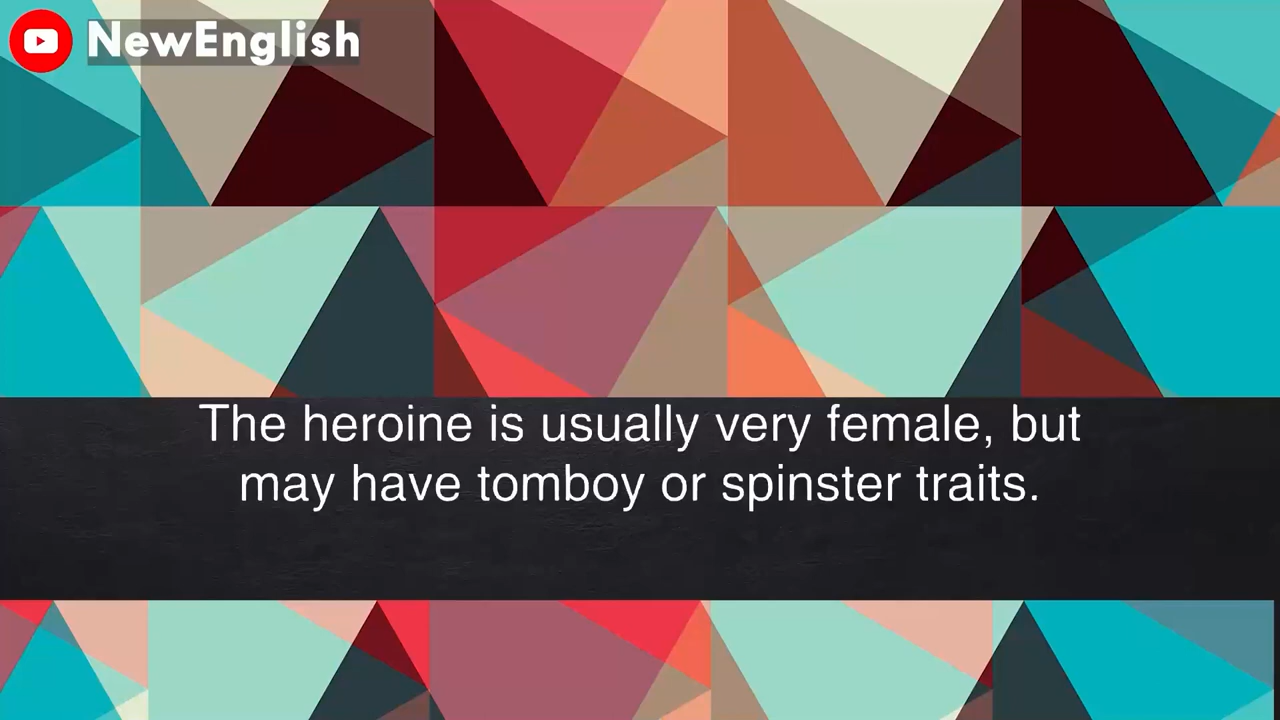 NewEnglish
The heroine is usually very female, but
may have tomboy or spinster traits.